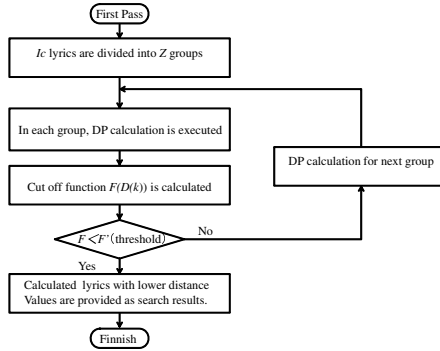 First Pass
Ic lyrics are divided into Z groups
In each group, DP calculation is executed
DP calculation for next group
Cut off function F(D(k)) is calculated
F<F'(threshold)
No
Yes
Calculated lyrics with lower distance
Values are provided as search results.
Finnish